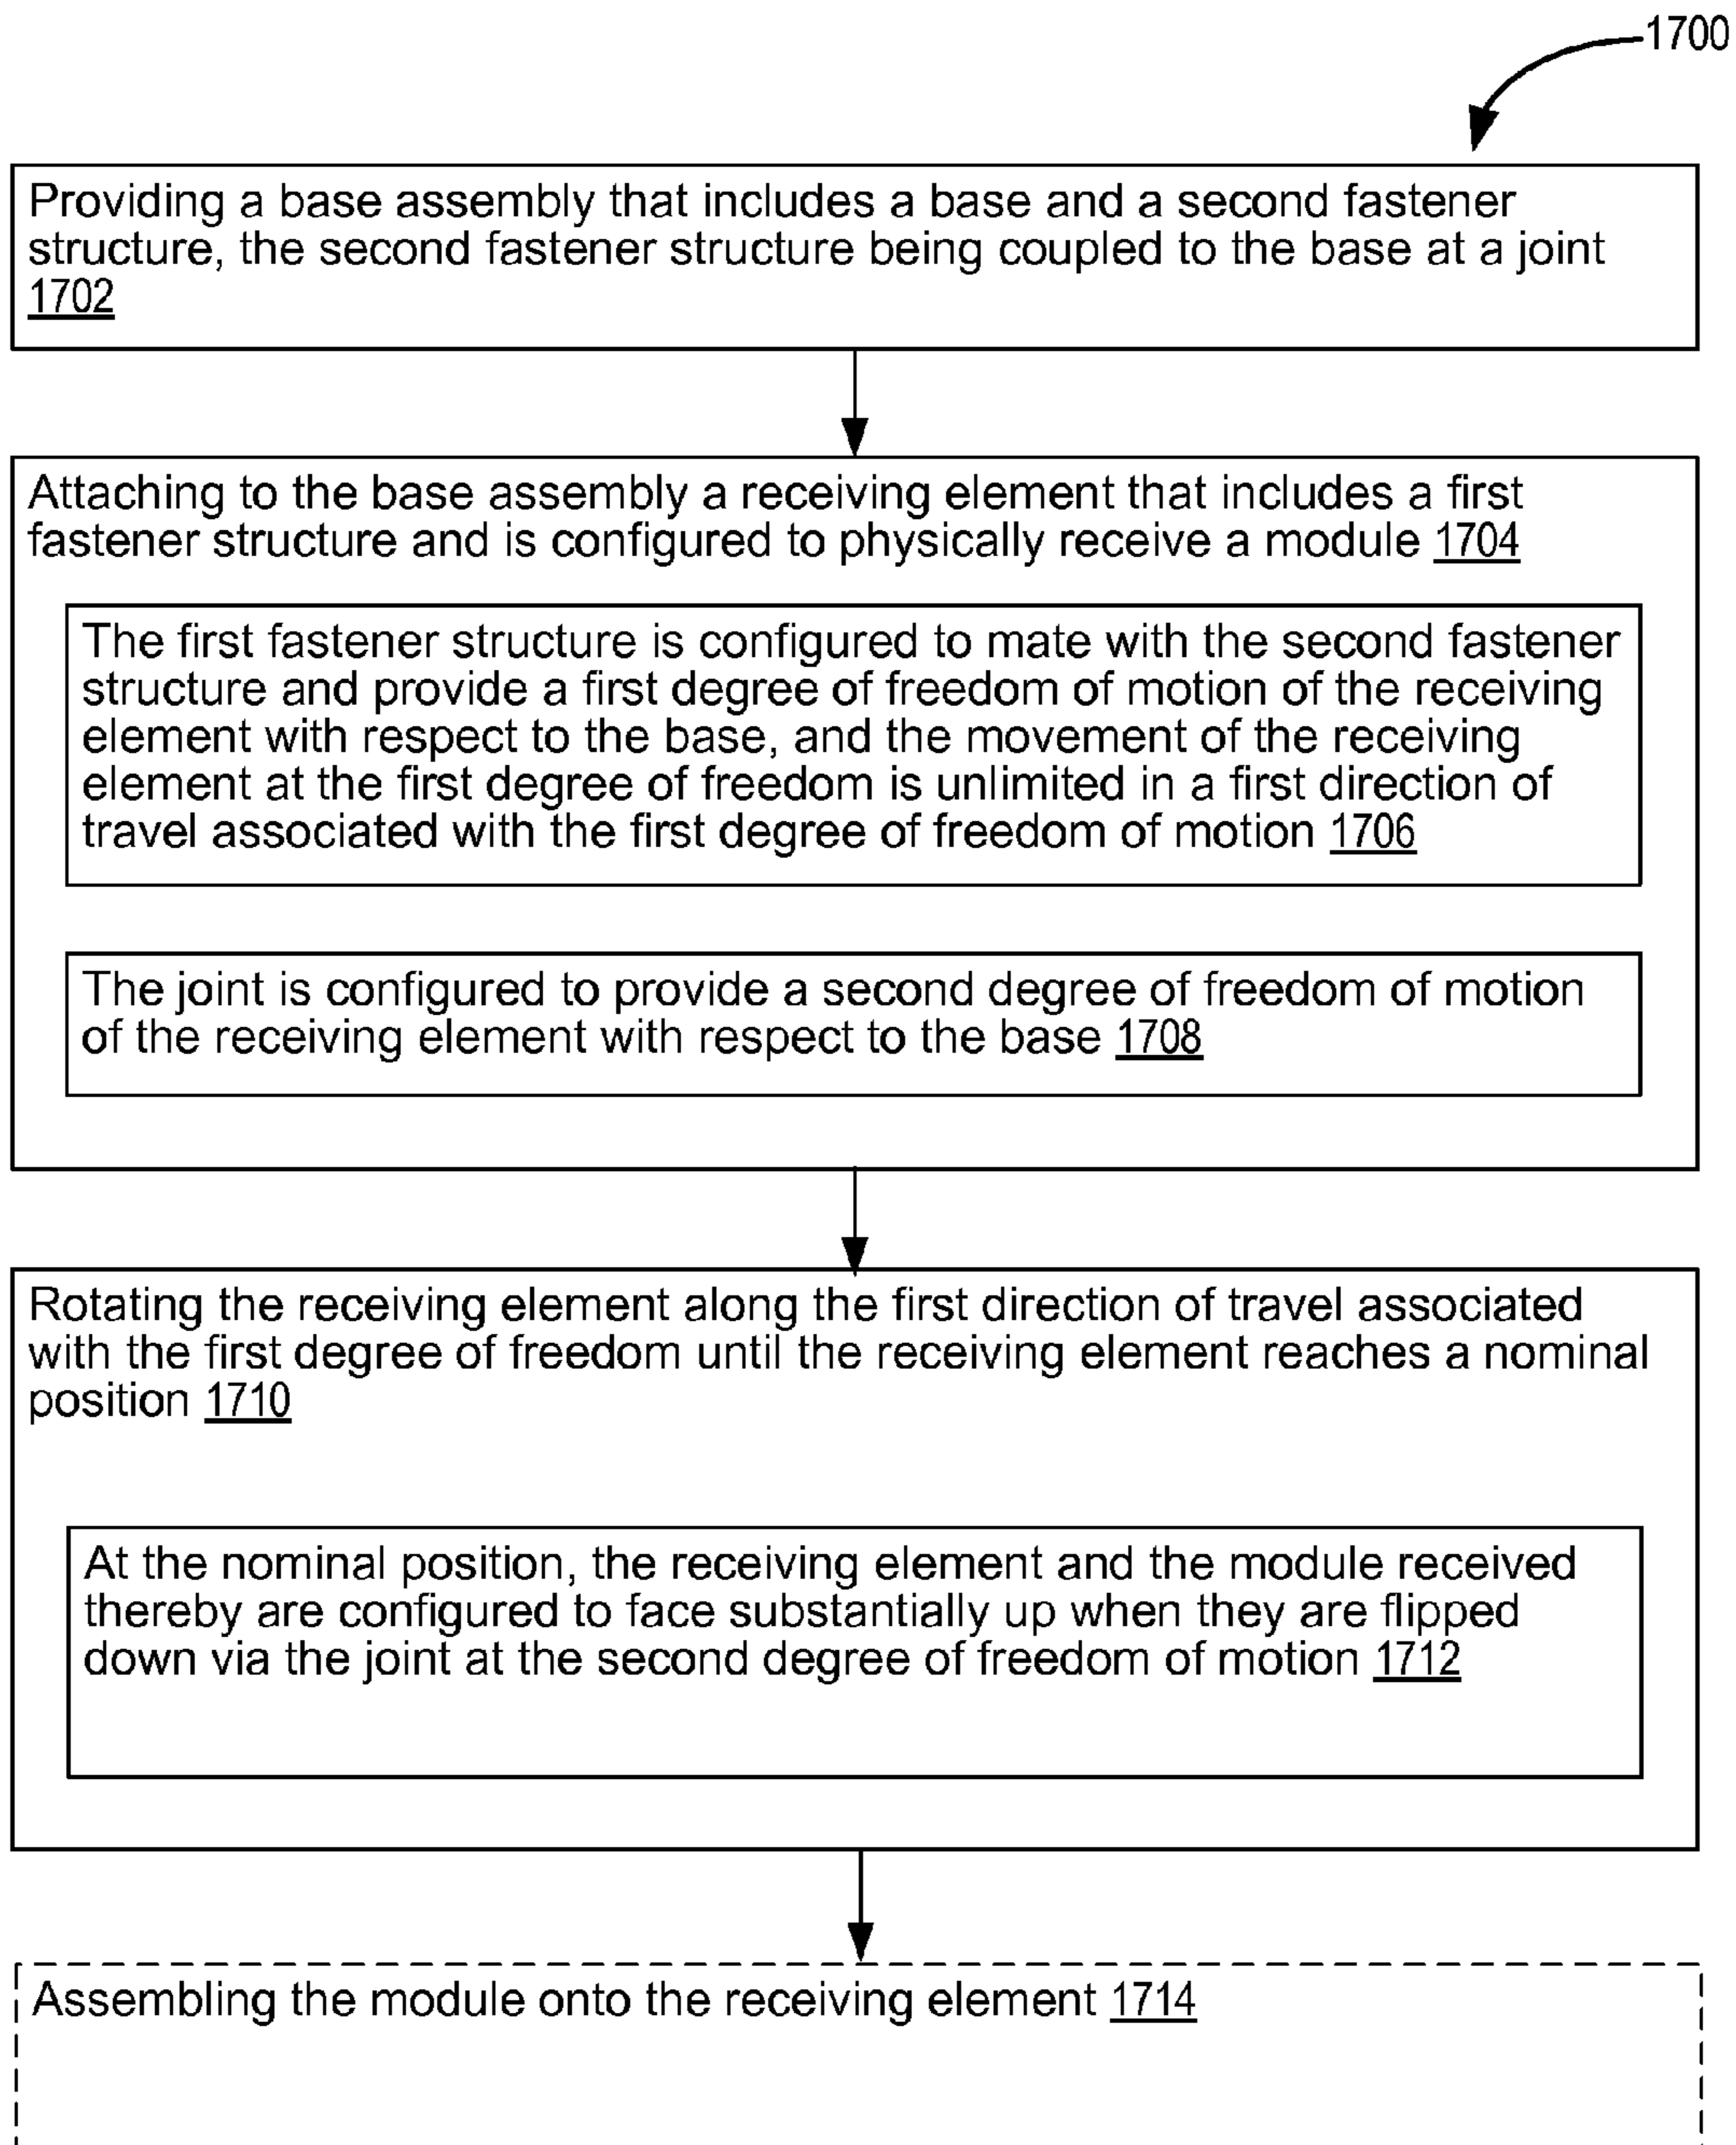 1700
Providing a base assembly that includes a base and a second fastener
structure, the second fastener structure being coupled to the base at a joint
1702
Attaching to the base assembly a receiving element that includes a first
fastener structure and is configured to physically receive a module 1704
The first fastener structure is configured to mate with the second fastener
structure and provide a first degree of freedom of motion of the receiving
element with respect to the base, and the movement of the receiving
element at the first degree of freedom is unlimited in a first direction of
travel associated with the first degree of freedom of motion 1706
The joint is configured to provide a second degree of freedom of motion
of the receiving element with respect to the base 1708
Rotating the receiving element along the first direction of travel associated
with the first degree of freedom until the receiving element reaches a nominal
position 1710
At the nominal position, the receiving element and the module received
thereby are configured to face substantially up when they are flipped
down via the joint at the second degree of freedom of motion 1712
Assembling the module onto the receiving element 1714